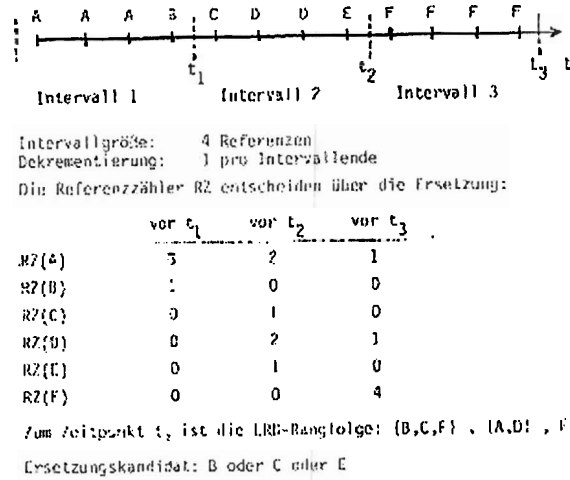 A A A B C D D E F F F F
t1 t2 t3 t
Intervall 1 Intervall 2 Intervall 3
Intervallgröße: 4 Referenzen
Dekrementierung: 1 pro Intervallende
Die Referenzzähler RZ entscheiden über die Ersetzung:
vor t1 vor t2 vor t3
RZ(A) 3 2 1
RZ(B) 1 0 0
RZ(C) 0 1 0
RZ(D) 0 2 1
RZ(E) 0 1 0
RZ(F) 0 0 4
Zum Zeitpunkt ist die LRD-Rangfolge: {B,C,E} , {A,D} , F
Ersetzungskandidat: B oder C oder E